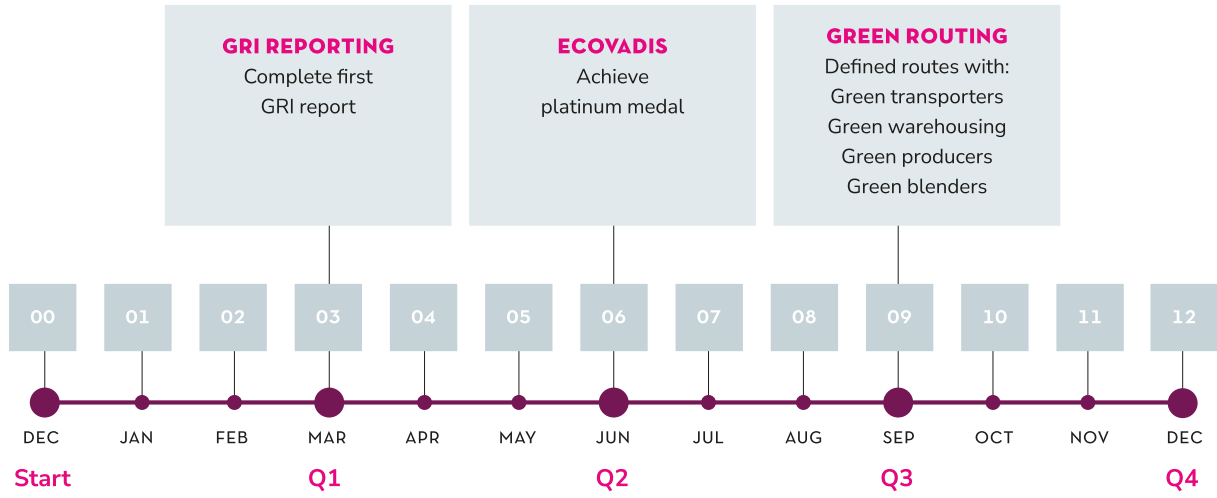 GRI REPORTING
Complete first
GRI report
ECOVADIS
Achieve
platinum medal
GREEN ROUTING
Defined routes with:
Green transporters
Green warehousing
Green producers
Green blenders
00 01 02 03 04 05 06 07 08 09 10 11 12
DEC JAN FEB MAR APR MAY JUN JUL AUG SEP OCT NOV DEC
Start Q1 Q2 Q3 Q4